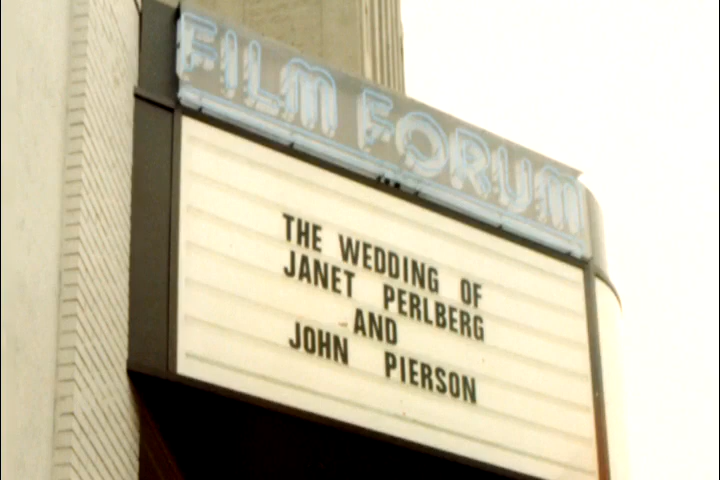 FILM FORUM
THE WEDDING OF
JANET PERLBERG
AND
JOHN PIERSON